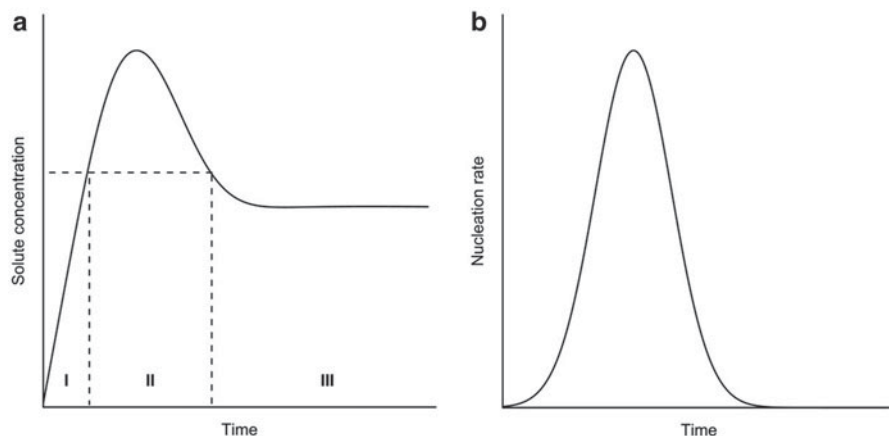 a
Solute concentration
I
II
III
Time
b
Nucleation rate
Time